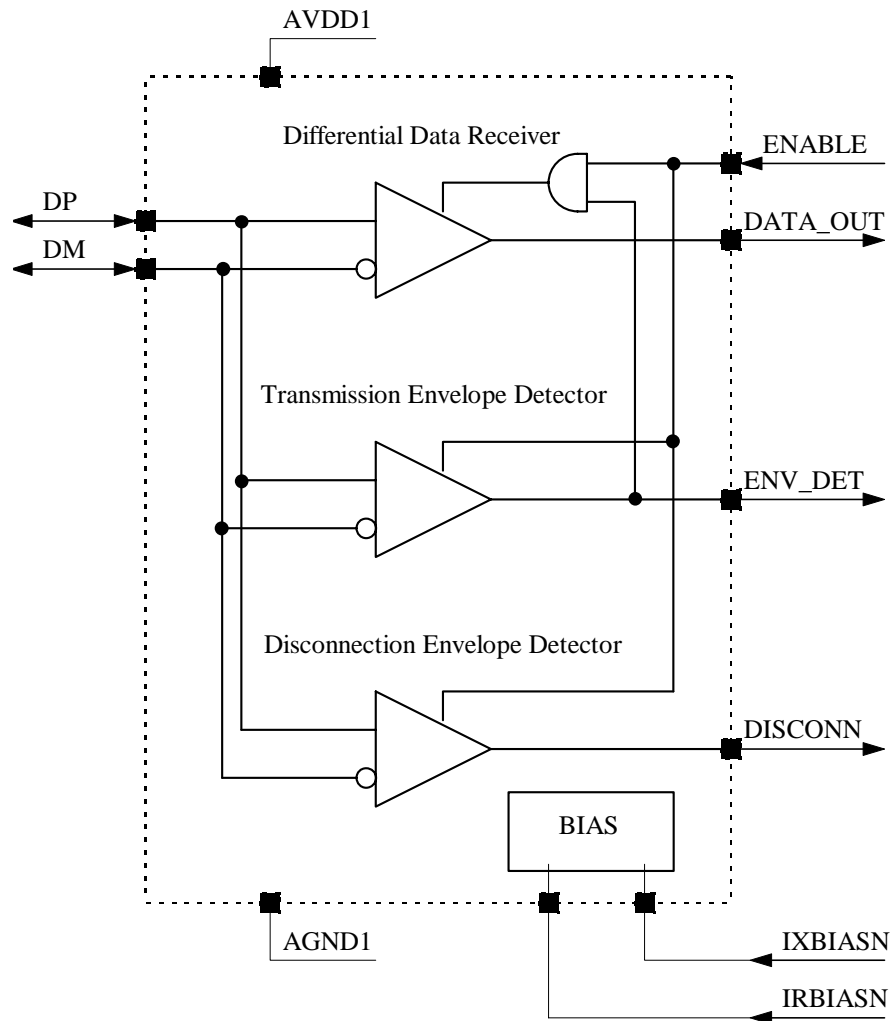 AVDD1
Differential Data Receiver
ENABLE
DP
DATA_OUT
DM
Transmission Envelope Detector
ENV_DET
Disconnection Envelope Detector
DISCONN
BIAS
AGND1
IXBIASN
IRBIASN